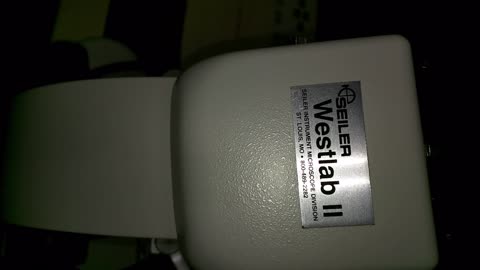 SEILER
Westlab II
SEILER INSTRUMENT MICROSCOPE DIVISION
ST. LOUIS, MO • 800-489-2282